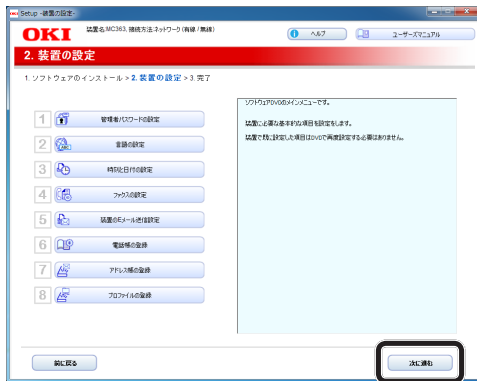 Setup -装置の設定-
OKI
装置名:MC363, 接続方法:ネットワーク (有線 / 無線)
ヘルプ
ユーザーズマニュアル
2. 装置の設定
1. ソフトウェアのインストール > 2. 装置の設定 > 3. 完了
1 管理者パスワードの設定
2 言語の設定
3 時刻と日付の設定
4 ファクスの設定
5 装置のEメール送信設定
6 電話帳の登録
7 アドレス帳の登録
8 プロファイルの登録
ソフトウェアDVDのメインメニューです。
装置に必要な基本的な項目を設定をします。
装置で既に設定した項目はDVDで再度設定する必要はありません。
前に戻る
次に進む